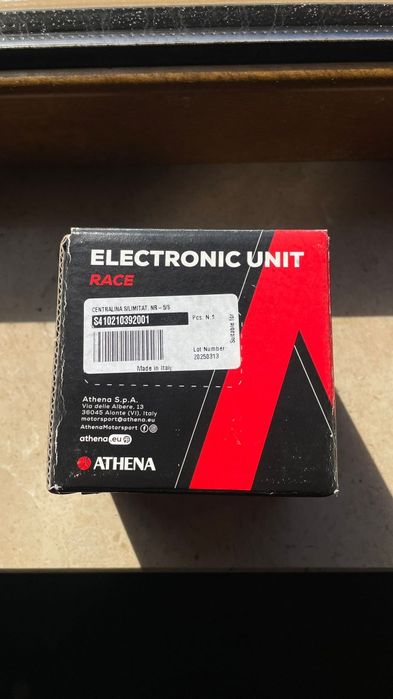 ELECTRONIC UNIT
RACE
CENTRALINA S/LIMITAT. NR - 5/5
S410210392001
Pcs. N.1
Suitable for
Lot Number
20250313
Made in Italy
Athena S.p.A.
Via delle Albere, 13
36045 Alonte (VI), Italy
motorsport@athena.eu
AthenaMotorsport
athena eu
ATHENA